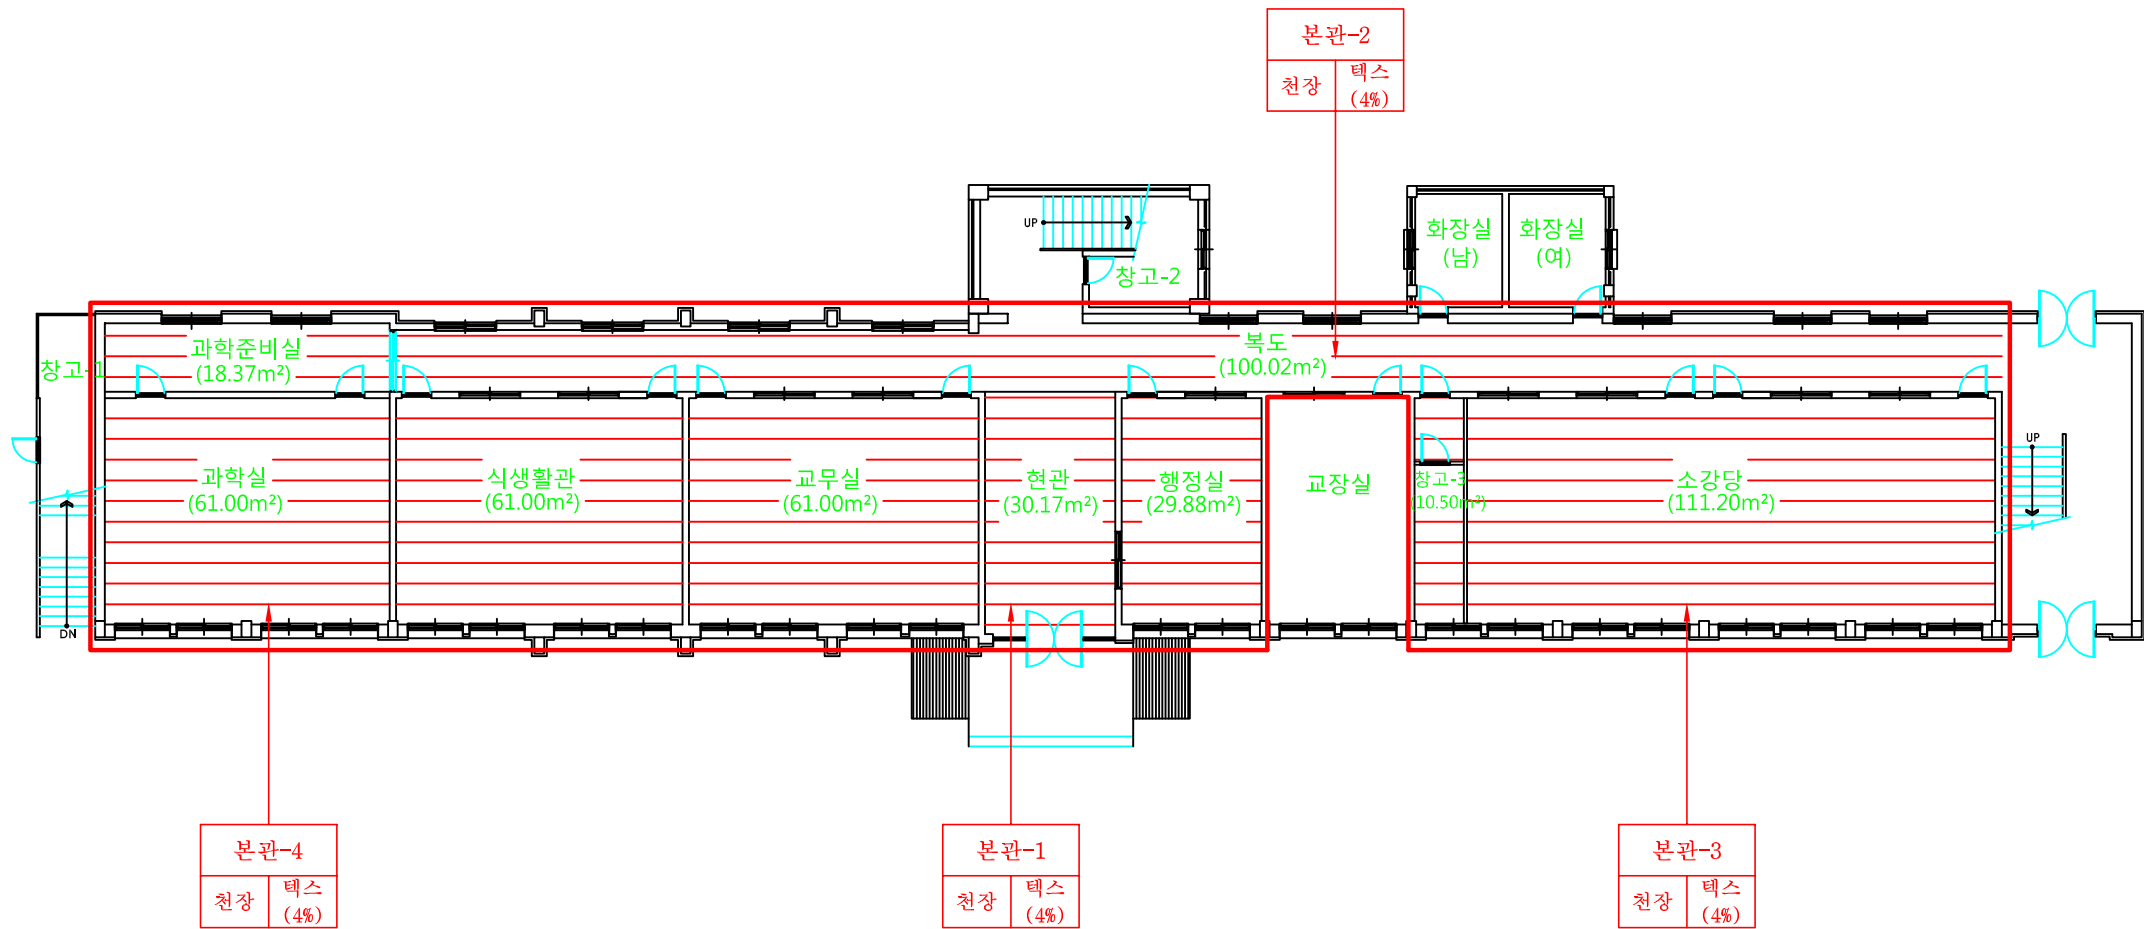 본관-2
천장
텍스
(4%)
UP
화장실
(남)
화장실
(여)
창고-2
과학준비실
(18.37m²)
복도
(100.02m²)
창고-1
UP
과학실
(61.00m²)
식생활관
(61.00m²)
교무실
(61.00m²)
현관
(30.17m²)
행정실
(29.88m²)
교장실
창고-3
(10.50m²)
소강당
(111.20m²)
DN
본관-4
천장
텍스
(4%)
본관-1
천장
텍스
(4%)
본관-3
천장
텍스
(4%)